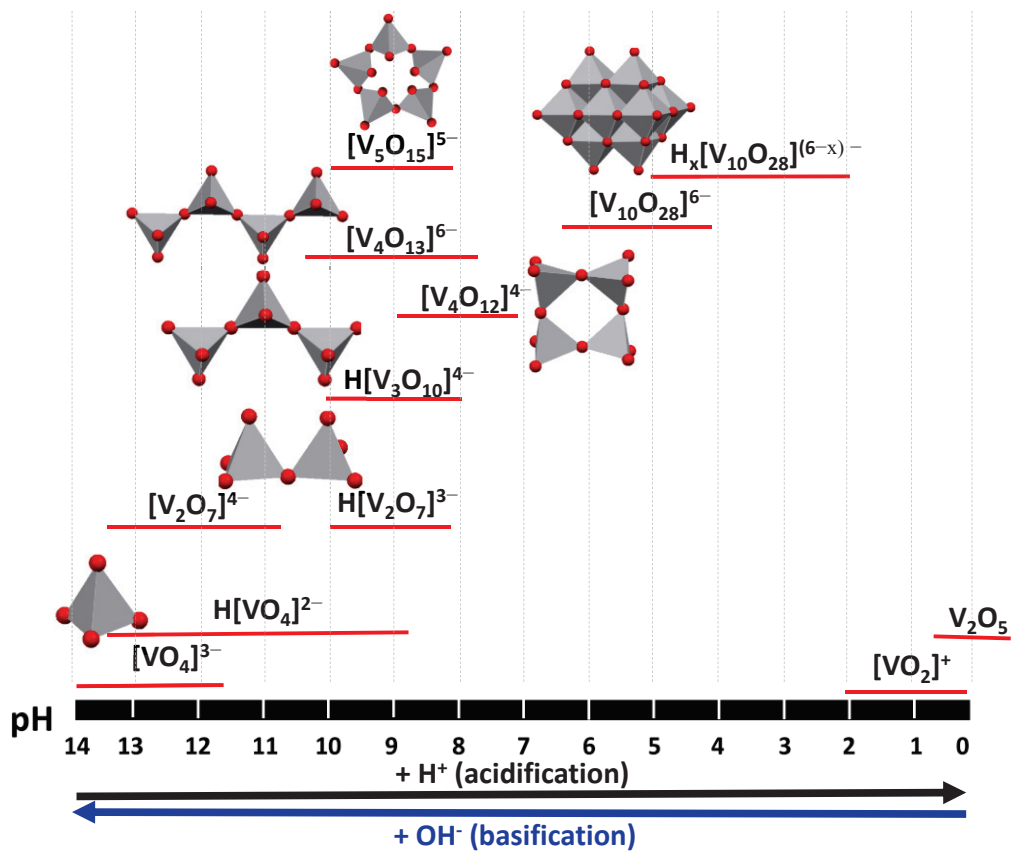 [V₅O₁₅]⁵⁻
Hₓ[V₁₀O₂₈]⁽⁶⁻ˣ⁾⁻
[V₁₀O₂₈]⁶⁻
[V₄O₁₃]⁶⁻
[V₄O₁₂]⁴⁻
H[V₃O₁₀]⁴⁻
[V₂O₇]⁴⁻
H[V₂O₇]³⁻
H[VO₄]²⁻
V₂O₅
[VO₄]³⁻
[VO₂]⁺
pH
14 13 12 11 10 9 8 7 6 5 4 3 2 1 0
+ H⁺ (acidification)
+ OH⁻ (basification)